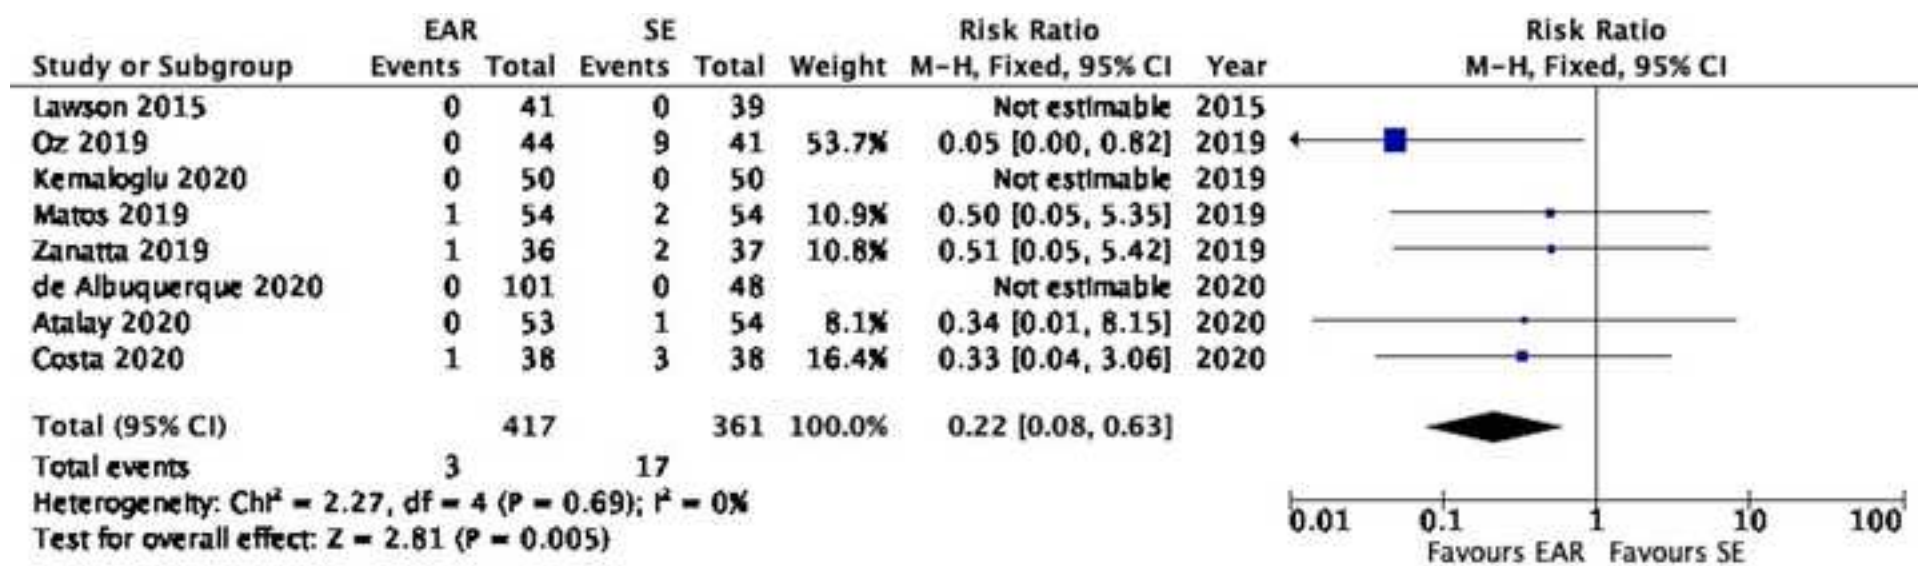 EAR SE Risk Ratio Risk Ratio
Study or Subgroup Events Total Events Total Weight M-H, Fixed, 95% CI Year M-H, Fixed, 95% CI
Lawson 2015 0 41 0 39 Not estimable 2015
Oz 2019 0 44 9 41 53.7% 0.05 [0.00, 0.82] 2019
Kemaloglu 2020 0 50 0 50 Not estimable 2019
Matos 2019 1 54 2 54 10.9% 0.50 [0.05, 5.35] 2019
Zanatta 2019 1 36 2 37 10.8% 0.51 [0.05, 5.42] 2019
de Albuquerque 2020 0 101 0 48 Not estimable 2020
Atalay 2020 0 53 1 54 8.1% 0.34 [0.01, 8.15] 2020
Costa 2020 1 38 3 38 16.4% 0.33 [0.04, 3.06] 2020
Total (95% CI) 417 361 100.0% 0.22 [0.08, 0.63]
Total events 3 17
Heterogeneity: Chi² = 2.27, df = 4 (P = 0.69); I² = 0%
Test for overall effect: Z = 2.81 (P = 0.005)
0.01 0.1 1 10 100
Favours EAR Favours SE